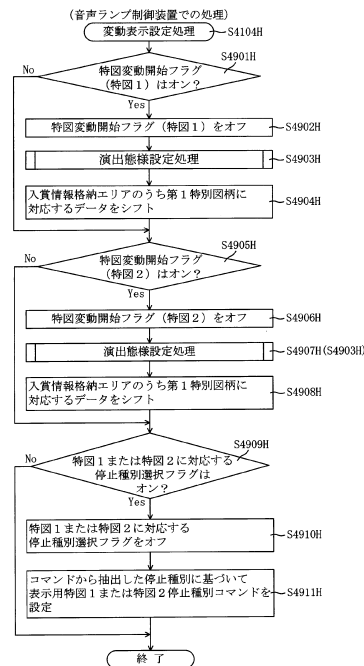 (音声ランプ制御装置での処理)
変動表示設定処理
S4104H
S4901H
特図変動開始フラグ
(特図1)はオン?
No
Yes
特図変動開始フラグ(特図1)をオフ
S4902H
演出態様設定処理
S4903H
入賞情報格納エリアのうち第1特別図柄に
対応するデータをシフト
S4904H
S4905H
特図変動開始フラグ
(特図2)はオン?
No
Yes
特図変動開始フラグ(特図2)をオフ
S4906H
演出態様設定処理
S4907H(S4903H)
入賞情報格納エリアのうち第1特別図柄に
対応するデータをシフト
S4908H
S4909H
No
特図1または特図2に対応する
停止種別選択フラグは
オン?
Yes
特図1または特図2に対応する
停止種別選択フラグをオフ
S4910H
コマンドから抽出した停止種別に基づいて
表示用特図1または特図2停止種別コマンドを
設定
S4911H
終了